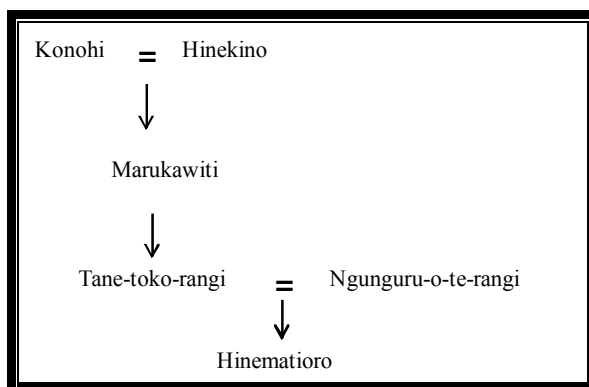 Konohi = Hinekino
Marukawiti
Tane-toko-rangi = Ngunguru-o-te-rangi
Hinematioro